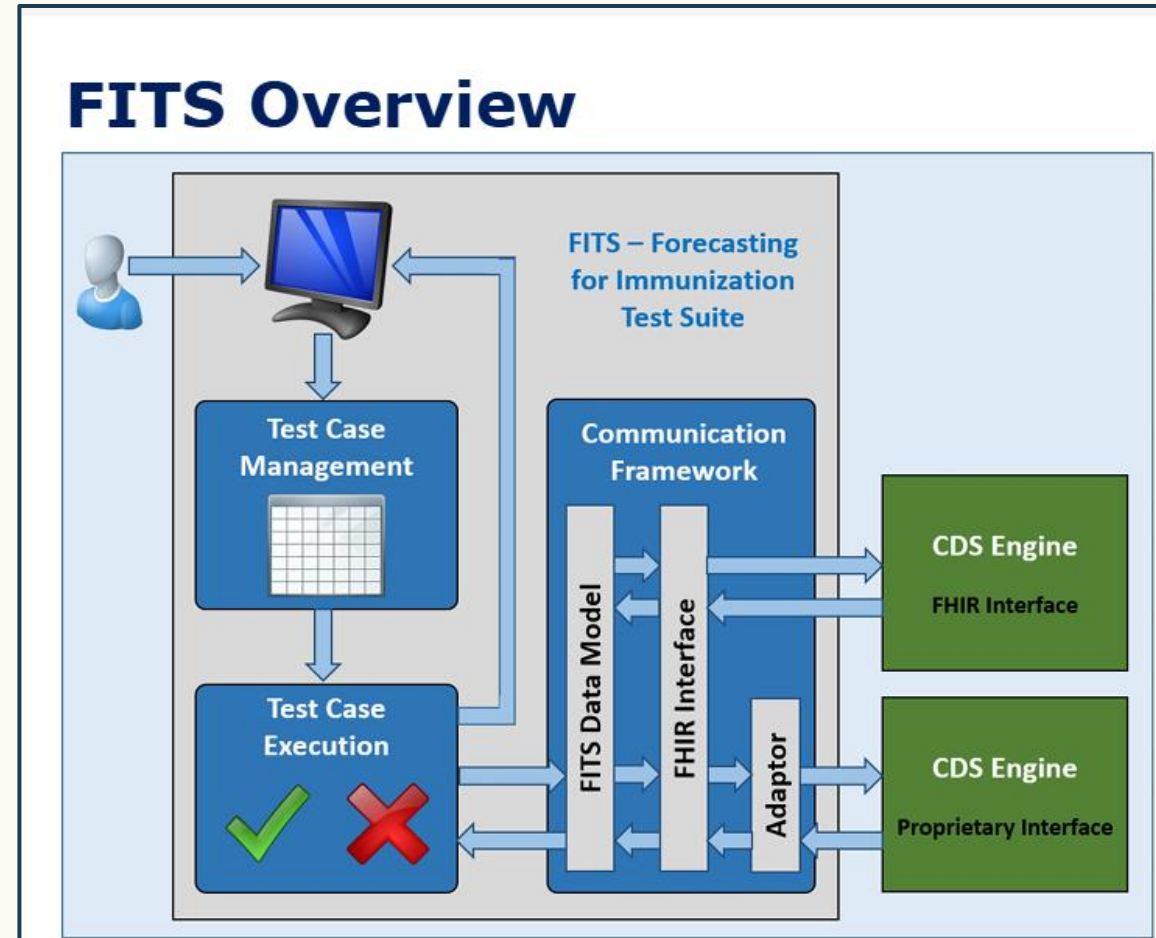 FITS Overview
FITS – Forecasting
for Immunization
Test Suite
Test Case
Management
Communication
Framework
Test Case
Execution
FITS Data Model
FHIR Interface
Adaptor
CDS Engine
FHIR Interface
CDS Engine
Proprietary Interface